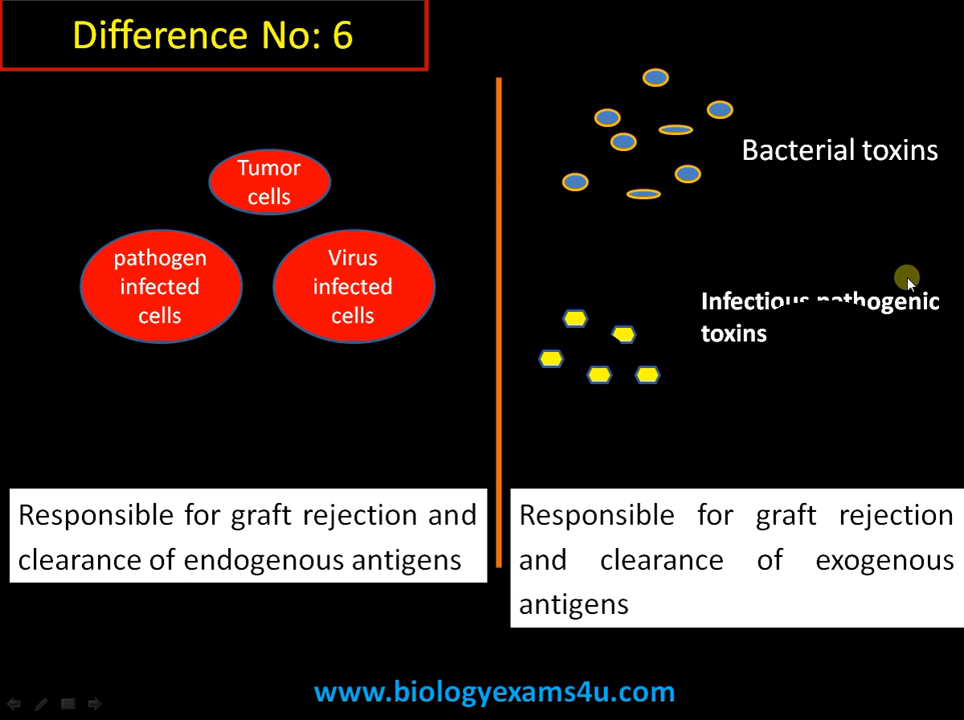 Difference No: 6
Tumor
cells
pathogen
infected
cells
Virus
infected
cells
Responsible for graft rejection and
clearance of endogenous antigens
Bacterial toxins
Infectious pathogenic
toxins
Responsible for graft rejection
and clearance of exogenous
antigens
www.biologyexams4u.com